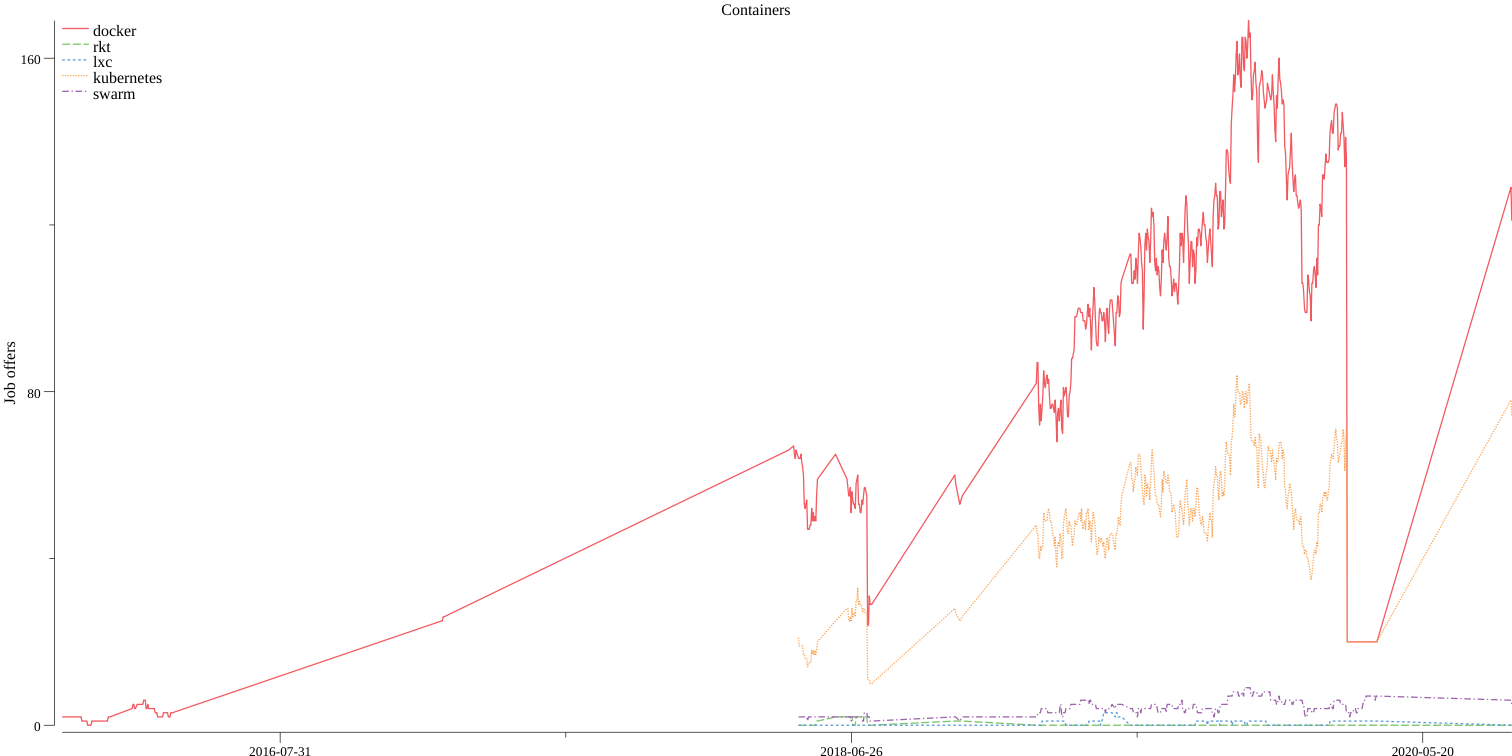 Containers
docker
rkt
lxc
kubernetes
swarm
160
80
0
Job offers
2016-07-31
2018-06-26
2020-05-20